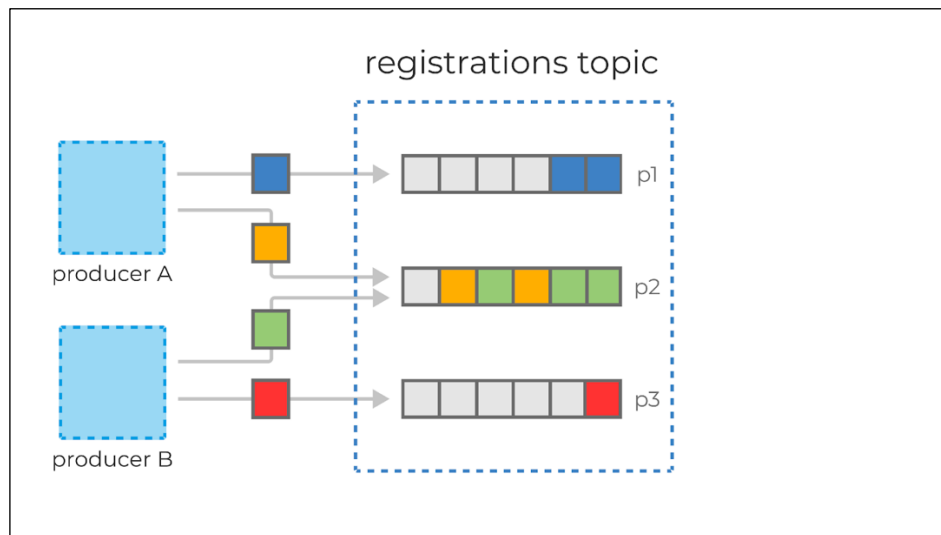 registrations topic
p1
producer A
p2
producer B
p3